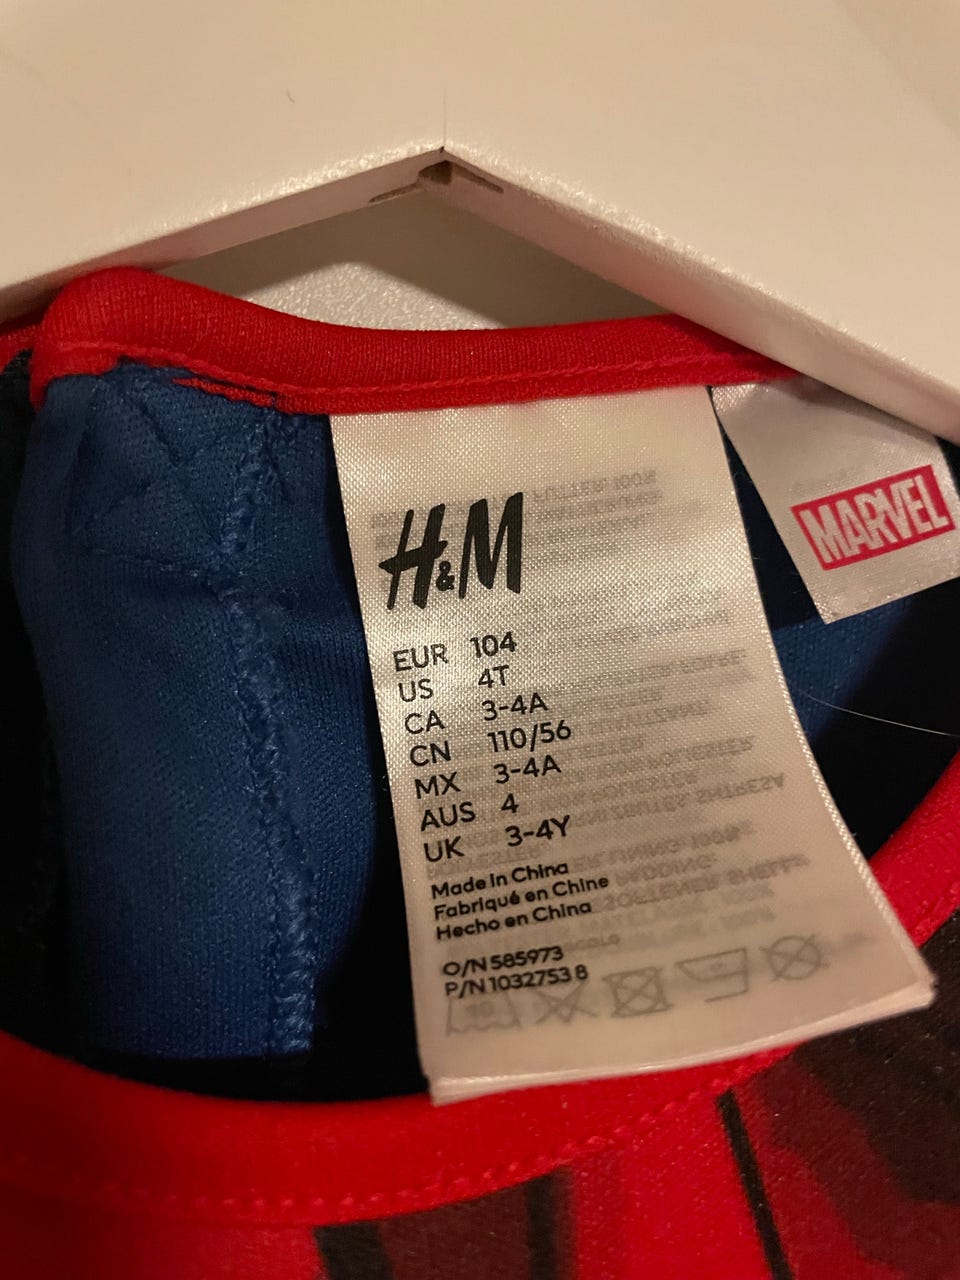 H&M
MARVEL
EUR 104
US 4T
CA 3-4A
CN 110/56
MX 3-4A
AUS 4
UK 3-4Y
Made in China
Fabriqué en Chine
Hecho en China
O/N 585973
P/N 1032753 8